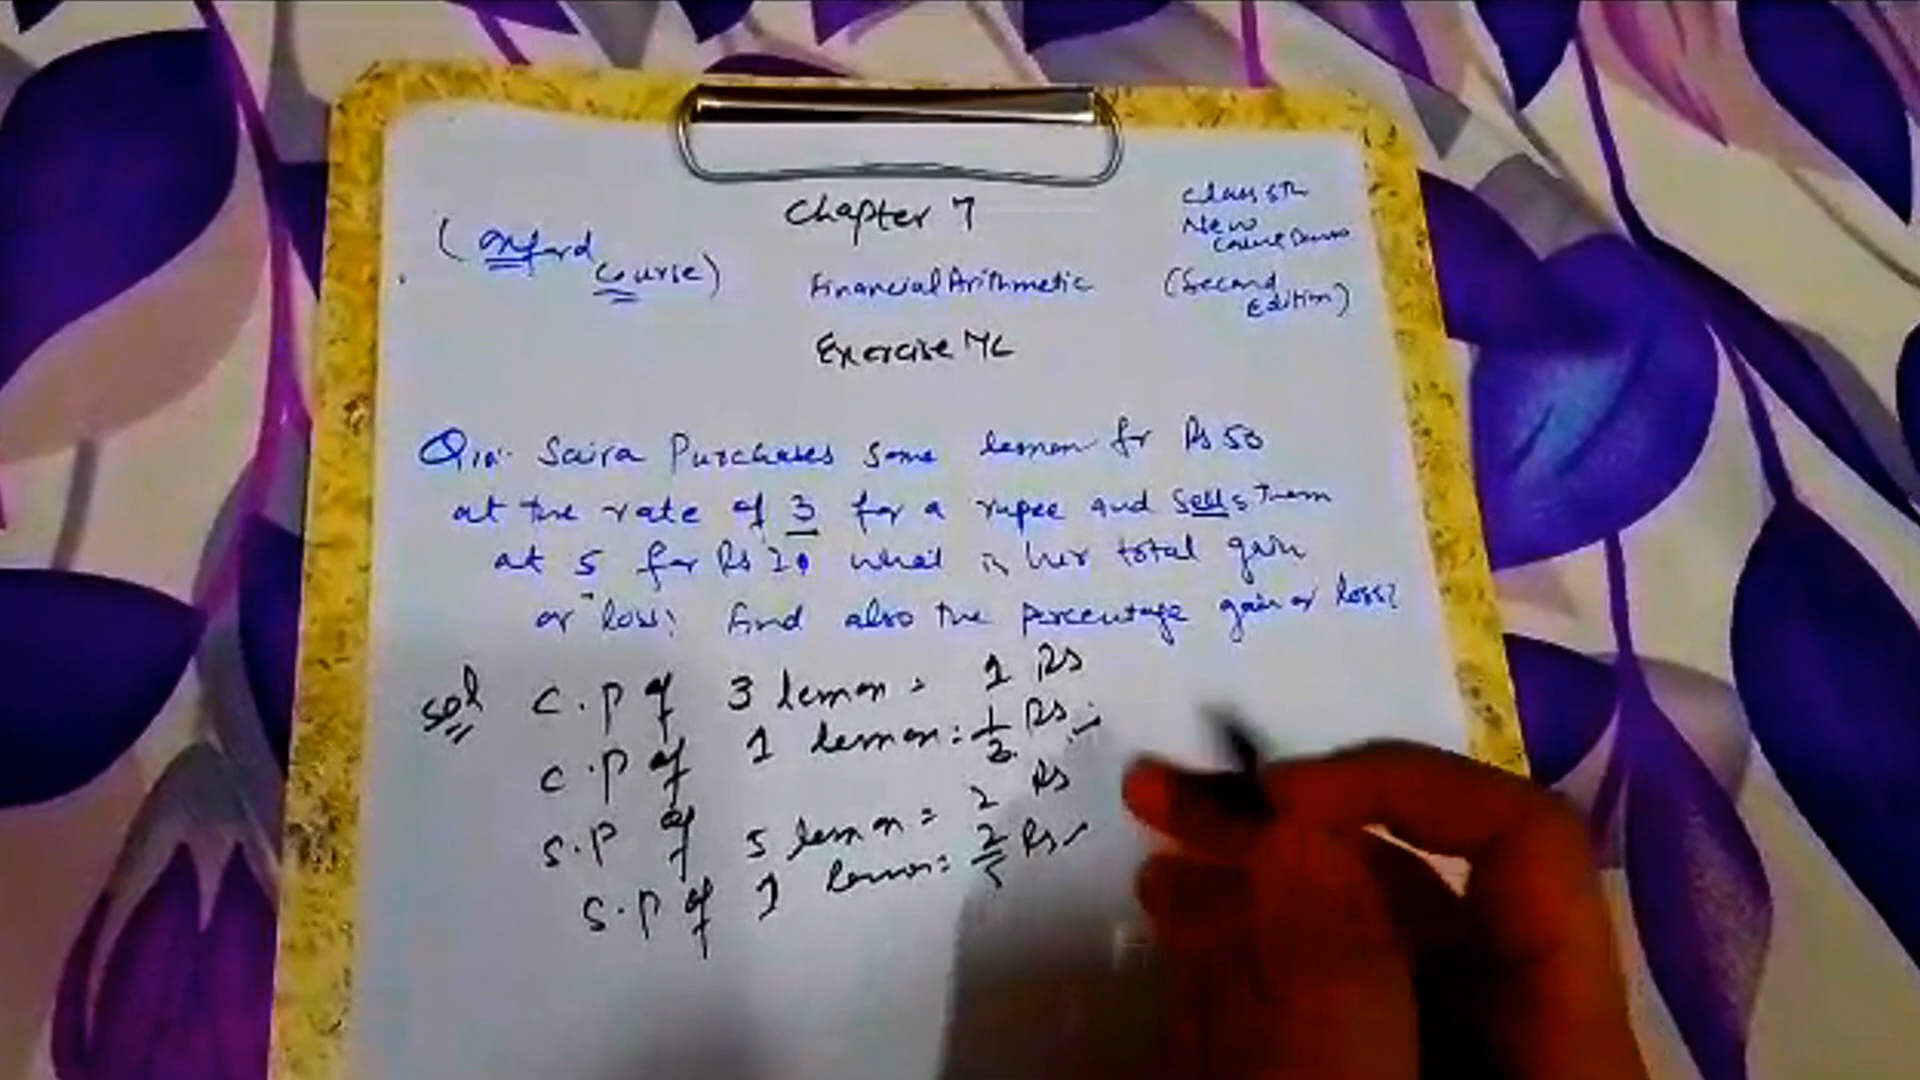 Chapter 7
Class 8th
New
(Oxford
Course)
Financial Arithmetic
(Second
Edition)
Exercise 7C
Saira Purchases some lemon for Rs 50
at the rate of 3 for a rupee and sells them
at 5 for Rs 2, what is her total gain
or loss? find also the percentage gain or loss?
Sol
C.P of 3 lemon = 1 Rs
C.P of 1 lemon = 1/3 Rs
S.P of 5 lemon = 2 Rs
S.P of 1 lemon = 2/5 Rs